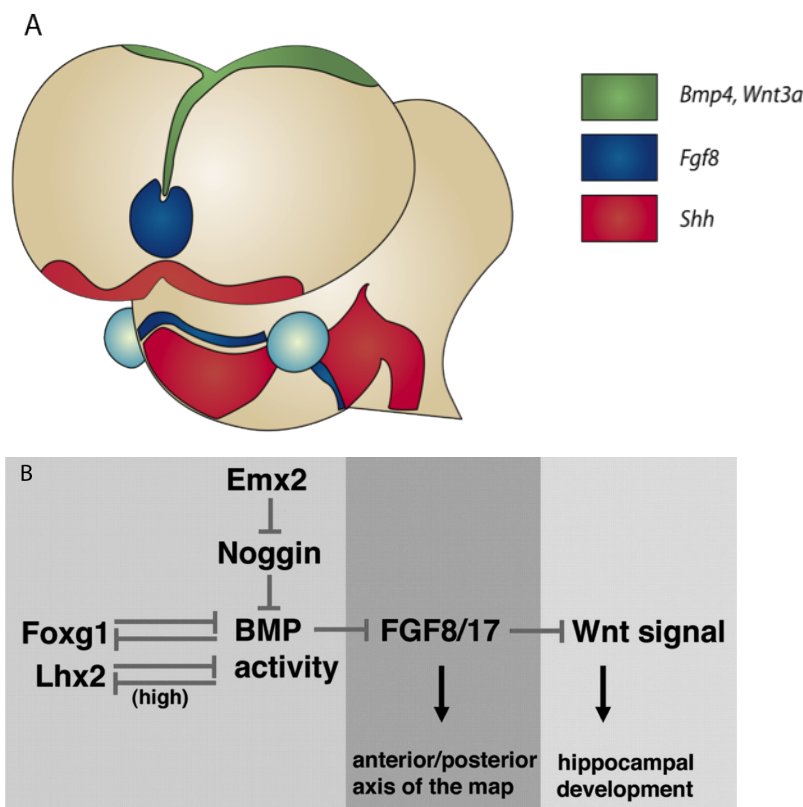 A
Bmp4, Wnt3a
Fgf8
Shh
B
Emx2
Noggin
Foxg1
BMP
FGF8/17
Wnt signal
Lhx2
activity
(high)
anterior/posterior
axis of the map
hippocampal
development